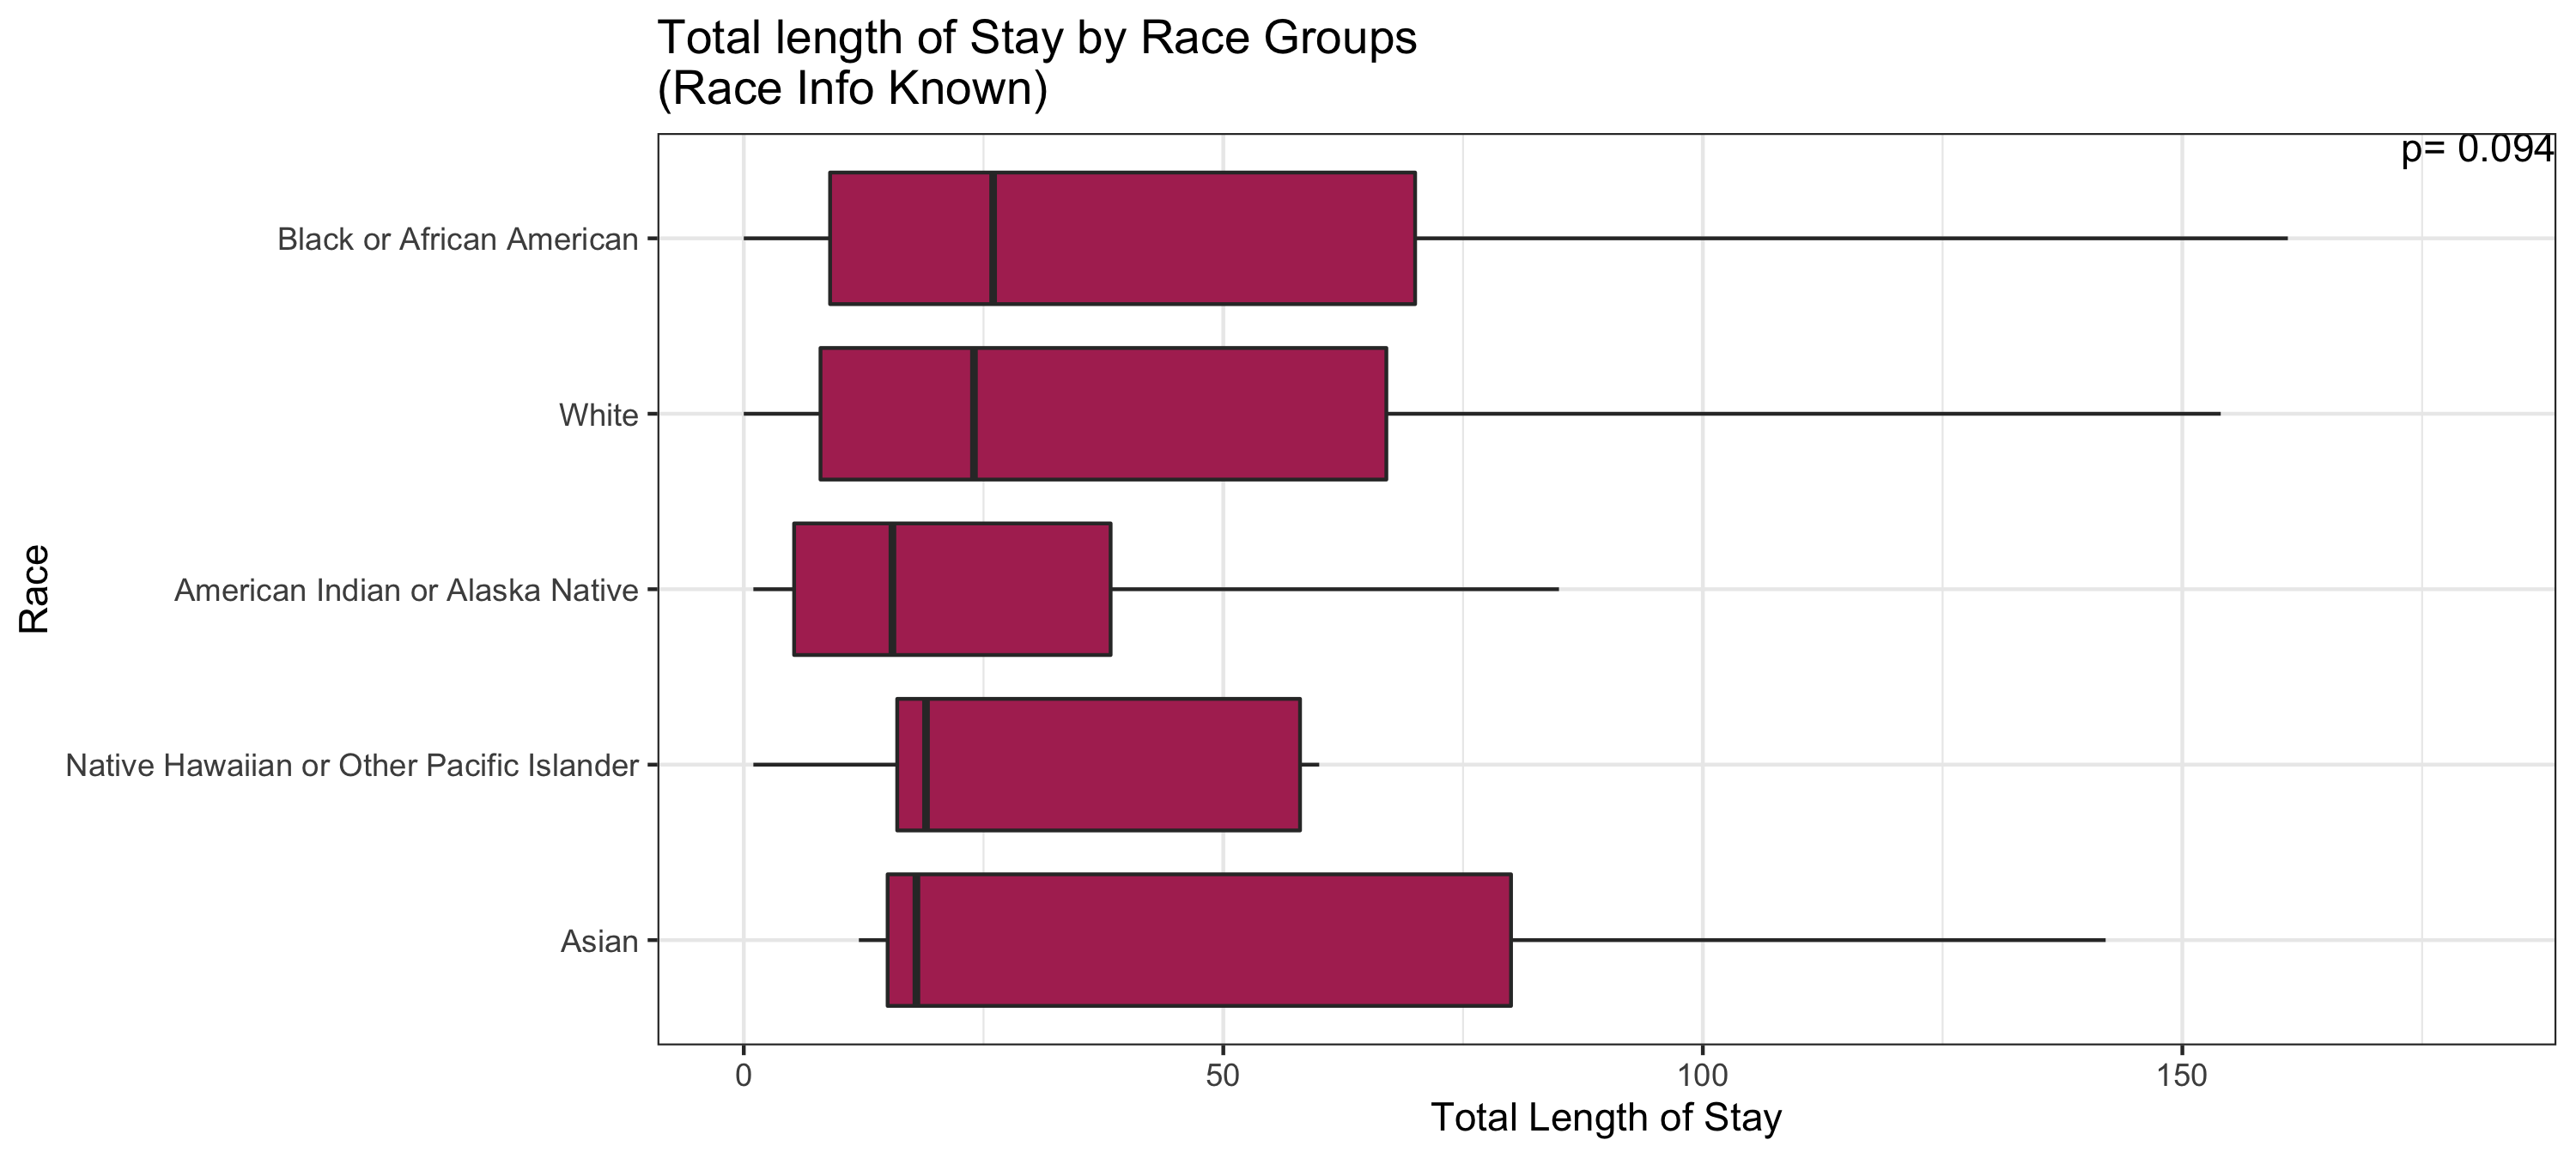 Total length of Stay by Race Groups
(Race Info Known)
p= 0.094
Black or African American
White
American Indian or Alaska Native
Native Hawaiian or Other Pacific Islander
Asian
Race
0 50 100 150
Total Length of Stay